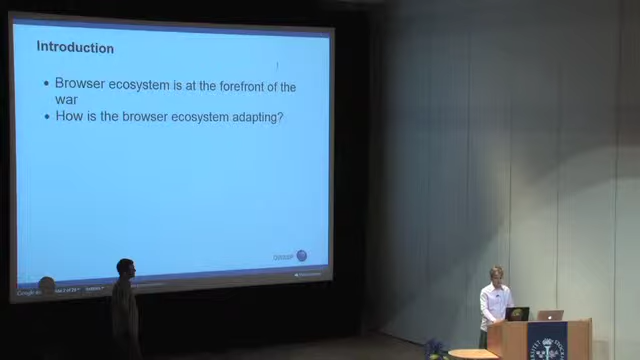 Introduction
• Browser ecosystem is at the forefront of the
war
• How is the browser ecosystem adapting?